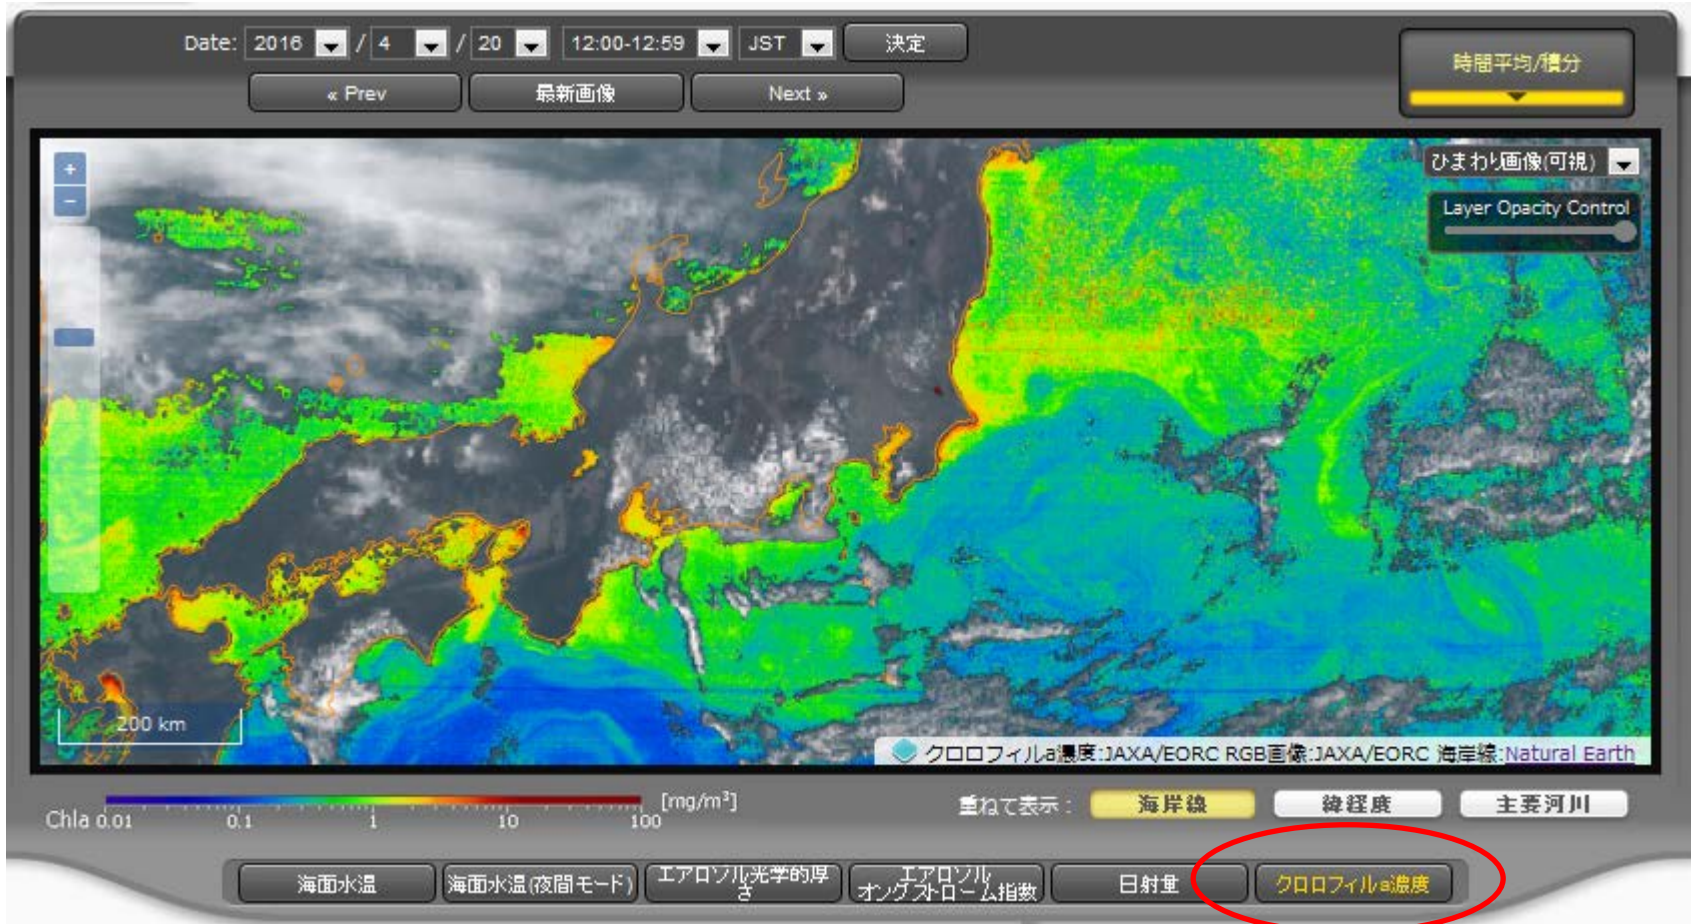 Date: 2016 / 4 / 20 12:00-12:59 JST 決定
« Prev 最新画像 Next »
時間平均/積分
+
-
ひまわり画像(可視)
Layer Opacity Control
200 km
クロロフィルa濃度:JAXA/EORC RGB画像:JAXA/EORC 海岸線:Natural Earth
Chla 0.01 0.1 1 10 100 [mg/m³]
重ねて表示: 海岸線 緯経度 主要河川
海面水温
海面水温(夜間モード)
エアロゾル光学的厚
さ
エアロゾル
オングストローム指数
日射量
クロロフィルa濃度